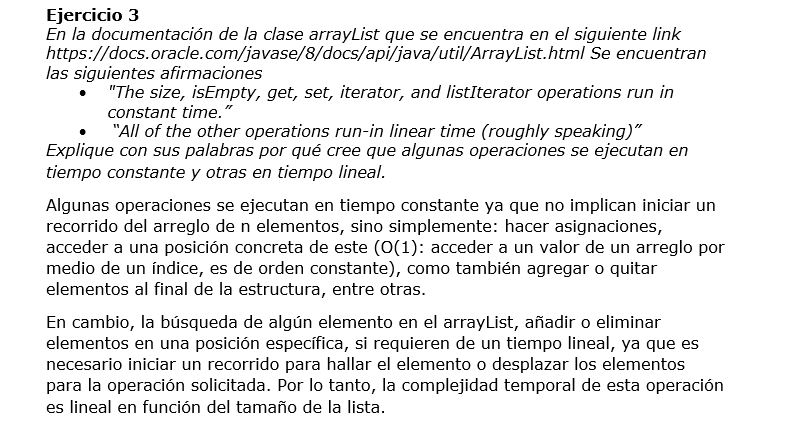 Ejercicio 3
En la documentación de la clase arrayList que se encuentra en el siguiente link
https://docs.oracle.com/javase/8/docs/api/java/util/ArrayList.html Se encuentran
las siguientes afirmaciones
• "The size, isEmpty, get, set, iterator, and listIterator operations run in
constant time.”
• “All of the other operations run-in linear time (roughly speaking)”
Explique con sus palabras por qué cree que algunas operaciones se ejecutan en
tiempo constante y otras en tiempo lineal.
Algunas operaciones se ejecutan en tiempo constante ya que no implican iniciar un
recorrido del arreglo de n elementos, sino simplemente: hacer asignaciones,
acceder a una posición concreta de este (O(1): acceder a un valor de un arreglo por
medio de un índice, es de orden constante), como también agregar o quitar
elementos al final de la estructura, entre otras.
En cambio, la búsqueda de algún elemento en el arrayList, añadir o eliminar
elementos en una posición específica, si requieren de un tiempo lineal, ya que es
necesario iniciar un recorrido para hallar el elemento o desplazar los elementos
para la operación solicitada. Por lo tanto, la complejidad temporal de esta operación
es lineal en función del tamaño de la lista.